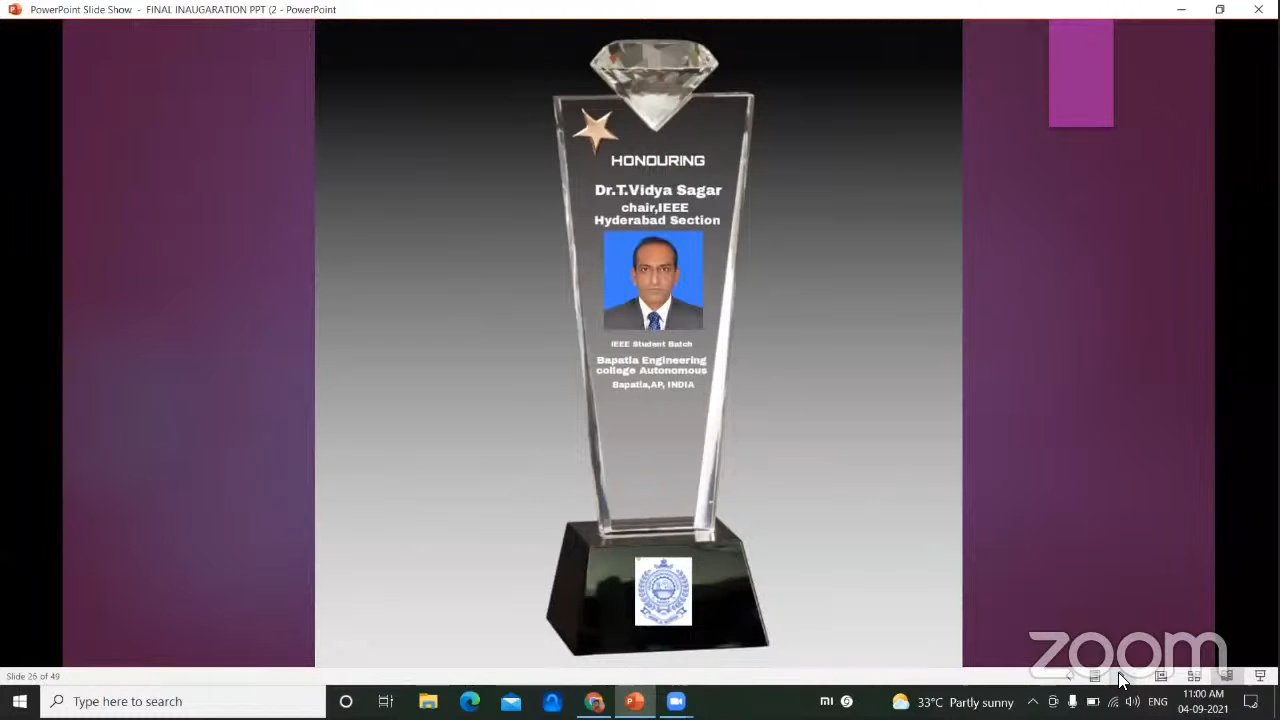 PowerPoint Slide Show - FINAL INAUGARATION PPT (2 - PowerPoint
HONOURING
Dr.T.Vidya Sagar
chair,IEEE
Hyderabad Section
IEEE Student Batch
Bapatla Engineering
college Autonomous
Bapatla,AP, INDIA
zoom
Slide 26 of 49
Type here to search
mi
33°C Partly sunny
ENG
11:00 AM
04-09-2021